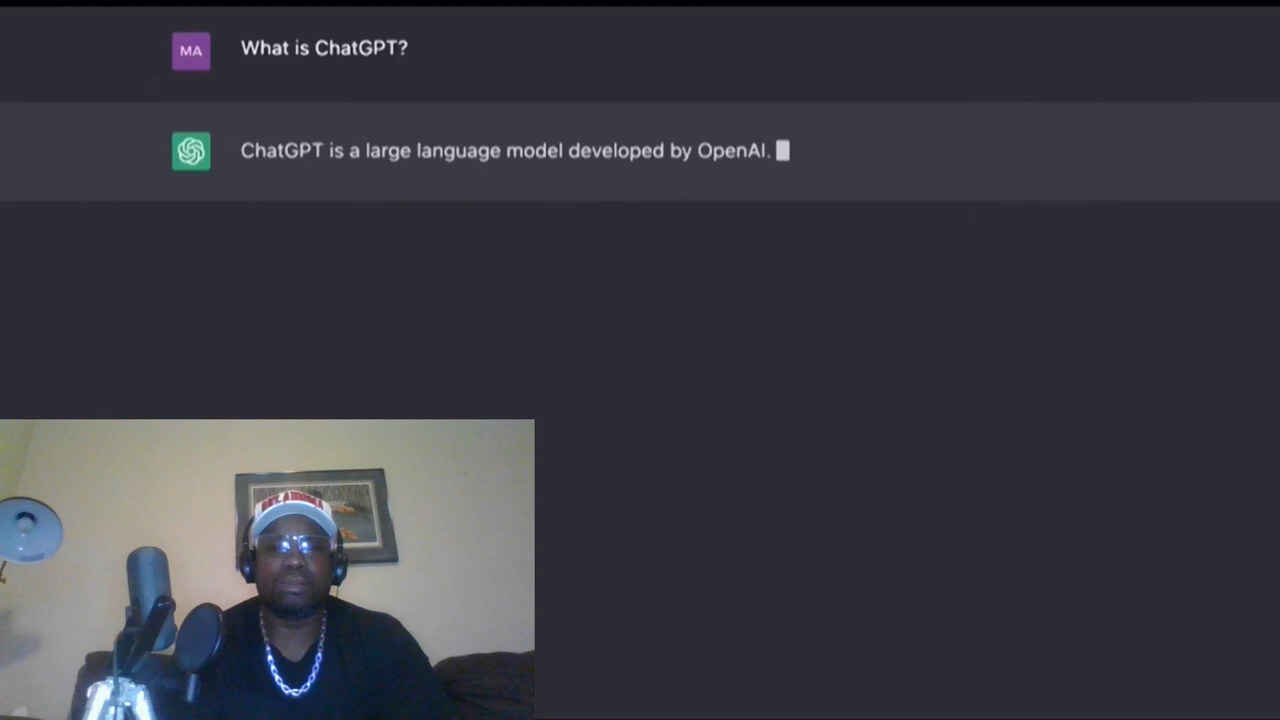 MA
What is ChatGPT?
ChatGPT is a large language model developed by OpenAI.